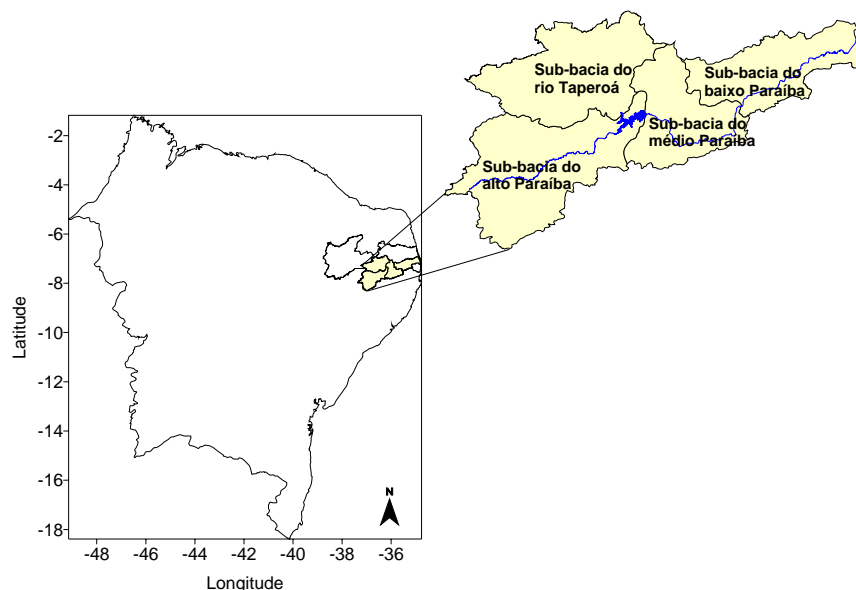 Sub-bacia do
rio Taperoá
Sub-bacia do
baixo Paraíba
Sub-bacia do
médio Paraíba
Sub-bacia do
alto Paraíba
-2
-4
-6
-8
-10
-12
-14
-16
-18
Latitude
N
-48 -46 -44 -42 -40 -38 -36
Longitude